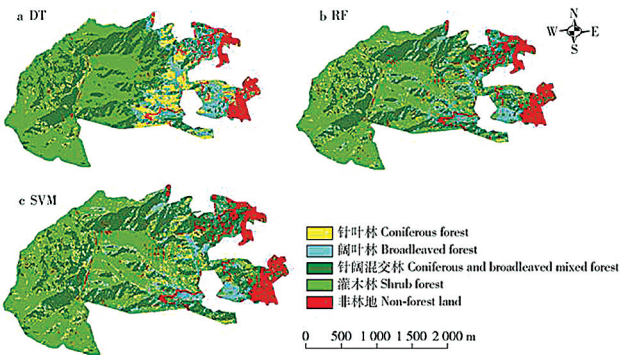 a DT
b RF
N
W E
S
c SVM
针叶林 Coniferous forest
阔叶林 Broadleaved forest
针阔混交林 Coniferous and broadleaved mixed forest
灌木林 Shrub forest
非林地 Non-forest land
0 500 1 000 1 500 2 000 m